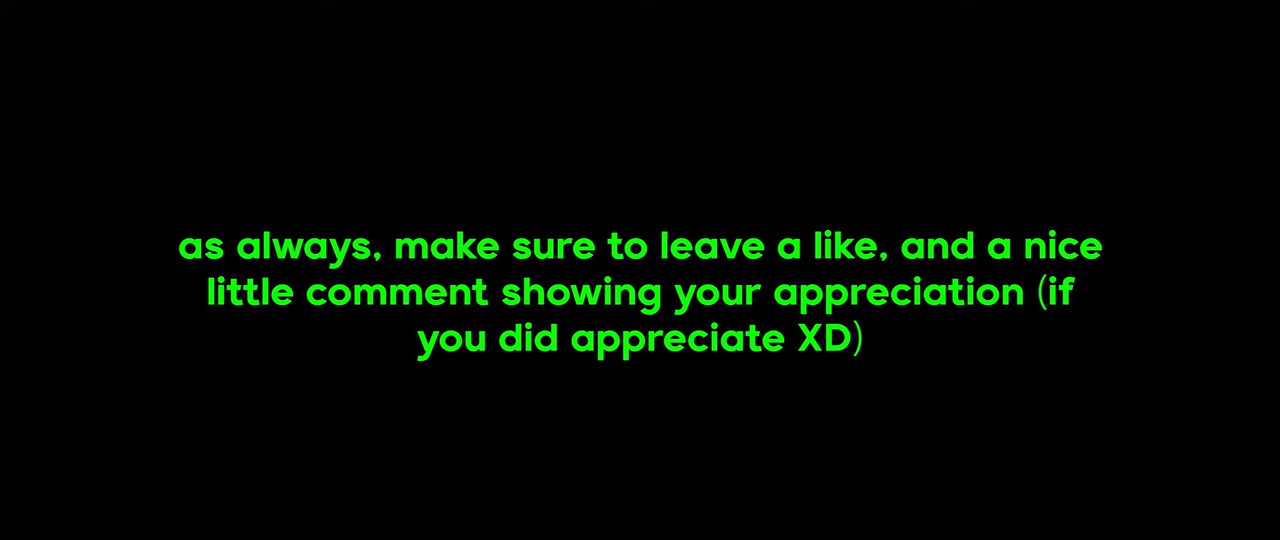 as always, make sure to leave a like, and a nice
little comment showing your appreciation (if
you did appreciate XD)